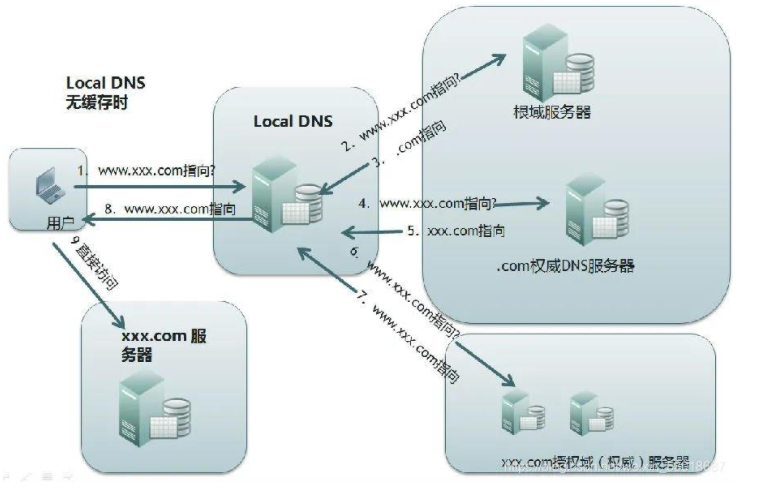 Local DNS
无缓存时
Local DNS
根域服务器
2. www.xxx.com指向?
3. .com指向
1. www.xxx.com指向?
用户
8. www.xxx.com指向
4. www.xxx.com指向?
5. xxx.com指向
.com权威DNS服务器
9 直接访问
6. www.xxx.com指向?
7. www.xxx.com指向
xxx.com 服
务器
xxx.com授权域（权威）服务器